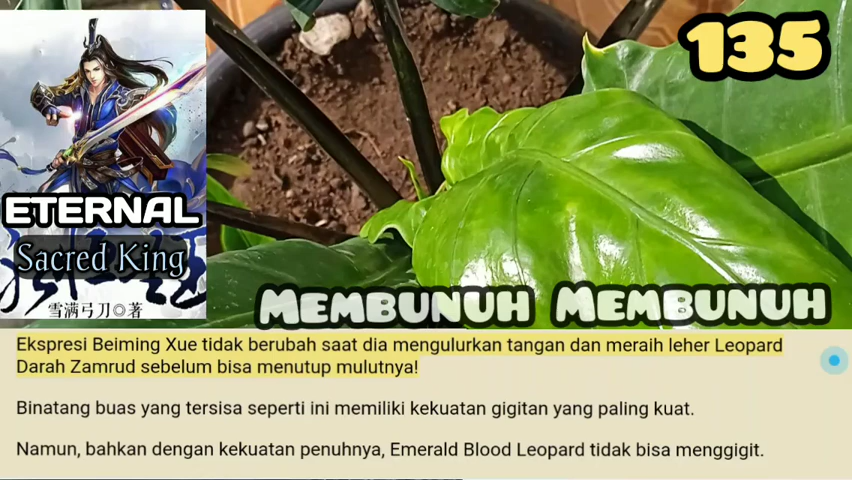 135
ETERNAL
Sacred King
雪满弓刀◎著
MEMBUNUH MEMBUNUH
Ekspresi Beiming Xue tidak berubah saat dia mengulurkan tangan dan meraih leher Leopard
Darah Zamrud sebelum bisa menutup mulutnya!
Binatang buas yang tersisa seperti ini memiliki kekuatan gigitan yang paling kuat.
Namun, bahkan dengan kekuatan penuhnya, Emerald Blood Leopard tidak bisa menggigit.